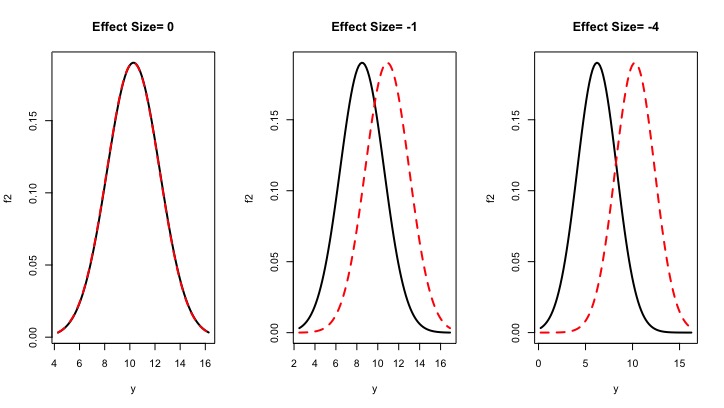 Effect Size= 0
f2
0.00 0.05 0.10 0.15
4 6 8 10 12 14 16
y
Effect Size= -1
f2
0.00 0.05 0.10 0.15
2 4 6 8 10 12 14 16
y
Effect Size= -4
f2
0.00 0.05 0.10 0.15
0 5 10 15
y